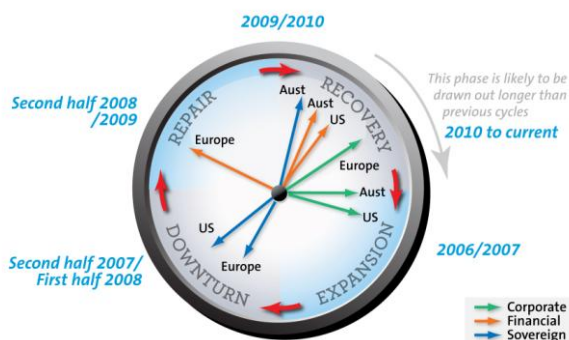 2009/2010
This phase is likely to be
drawn out longer than
previous cycles
2010 to current
Second half 2008
/2009
REPAIR
RECOVERY
Aust
Aust
US
Europe
Europe
Aust
US
US
Europe
DOWNTURN
EXPANSION
Second half 2007/
First half 2008
2006/2007
Corporate
Financial
Sovereign